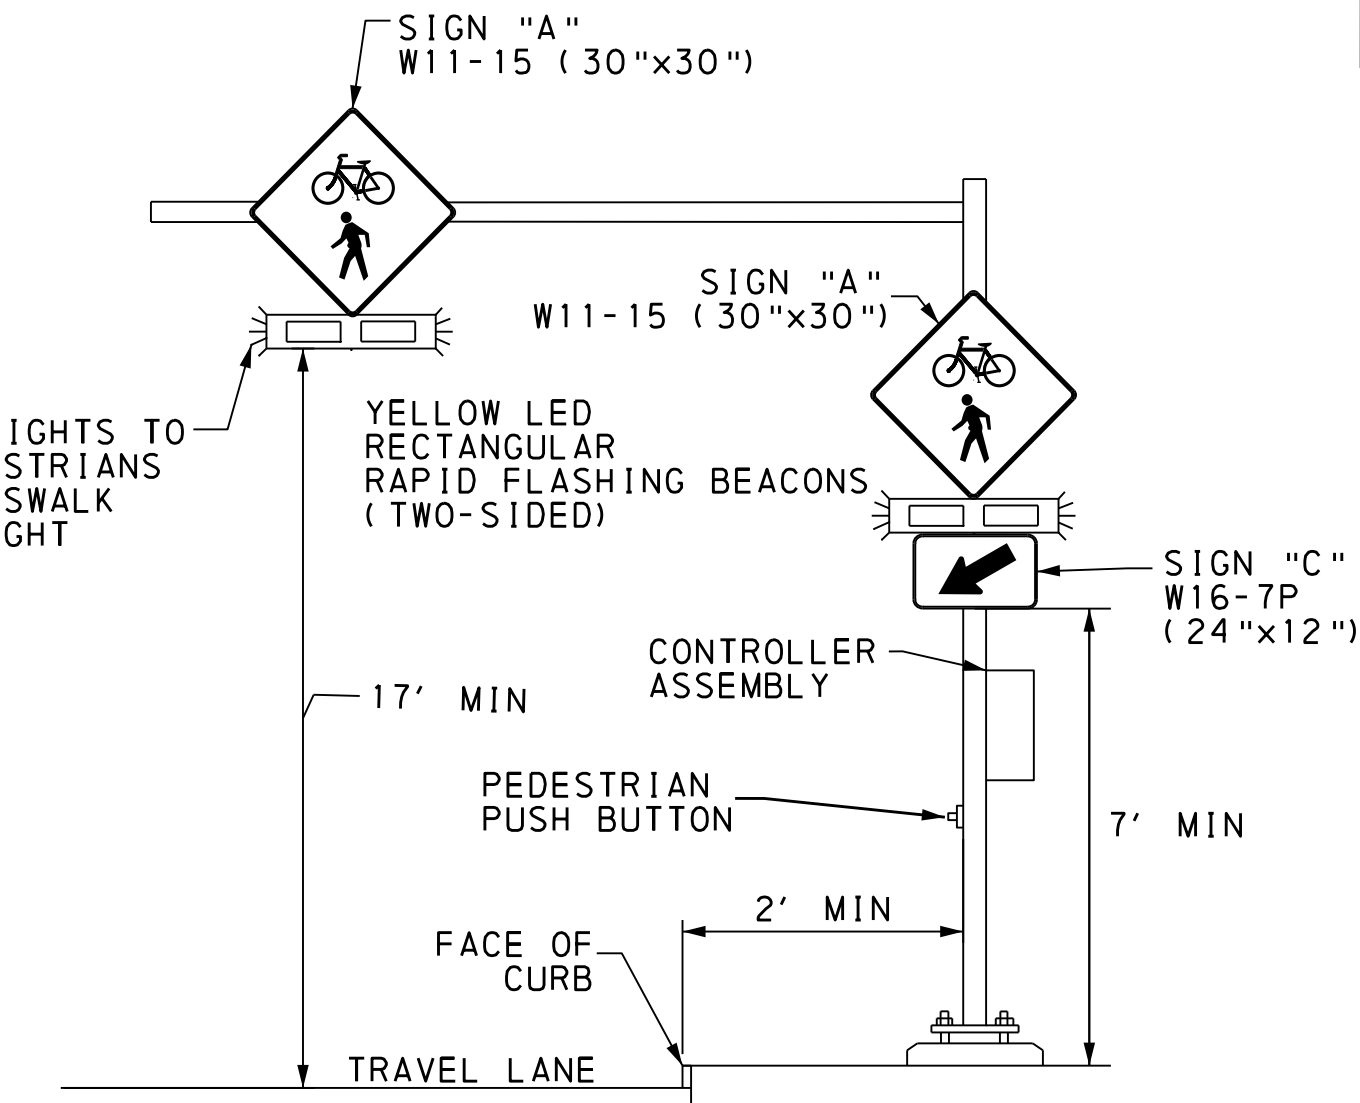 SIGN "A"
W11-15 (30"x30")
SIGN "A"
W11-15 (30"x30")
IGHTS TO
STRIANS
SWALK
GHT
YELLOW LED
RECTANGULAR
RAPID FLASHING BEACONS
(TWO-SIDED)
SIGN "C"
W16-7P
(24"x12")
CONTROLLER
ASSEMBLY
17' MIN
PEDESTRIAN
PUSH BUTTON
7' MIN
2' MIN
FACE OF
CURB
TRAVEL LANE